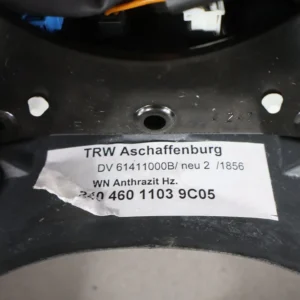 TRW Aschaffenburg
DV 61411000B/ neu 2 /1856
WN Anthrazit Hz.
460 1103 9C05